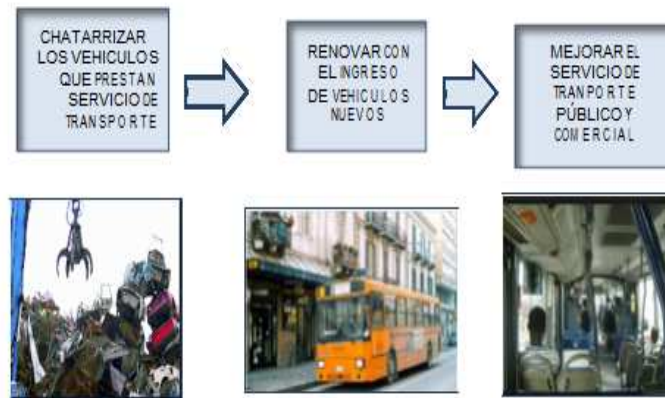 CHATARRIZAR
LOS VEHICULOS
QUE PRESTAN
SERVICIO DE
TRANSPORTE
RENOVAR CON
EL INGRESO
DE VEHICULOS
NUEVOS
MEJORAR EL
SERVICIO DE
TRANPORTE
PÚBLICO Y
COMERCIAL